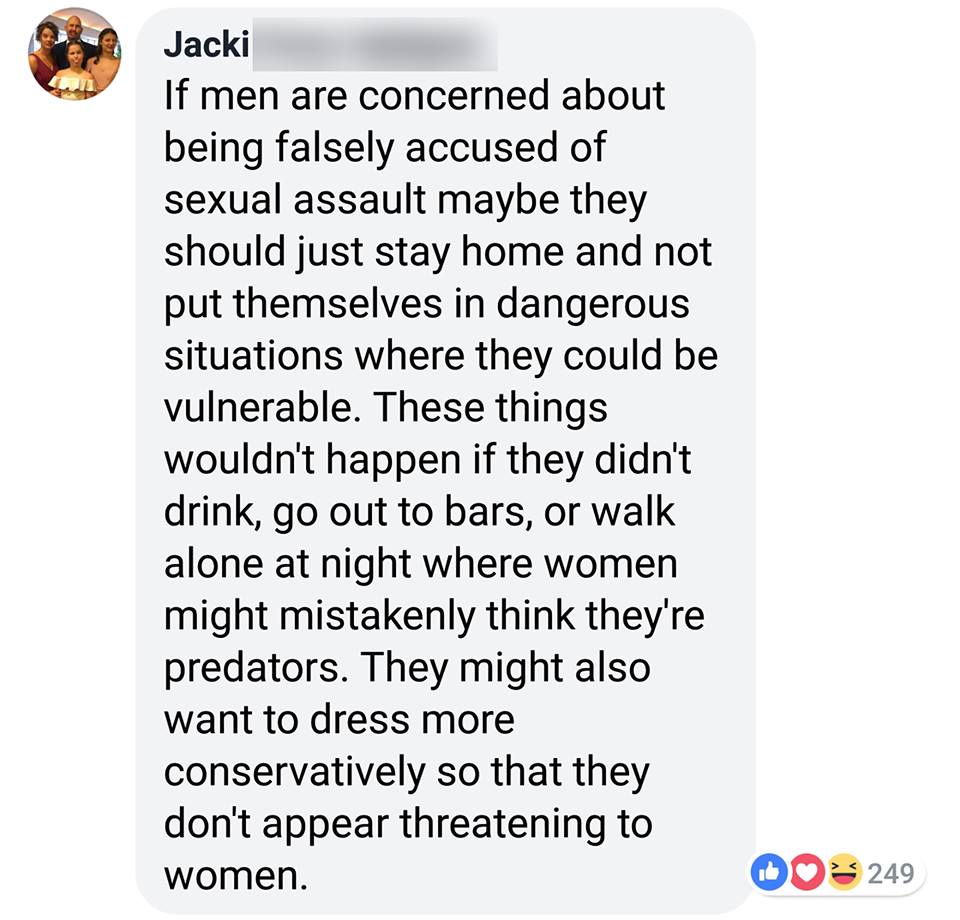 Jacki
If men are concerned about
being falsely accused of
sexual assault maybe they
should just stay home and not
put themselves in dangerous
situations where they could be
vulnerable. These things
wouldn't happen if they didn't
drink, go out to bars, or walk
alone at night where women
might mistakenly think they're
predators. They might also
want to dress more
conservatively so that they
don't appear threatening to
women.
249